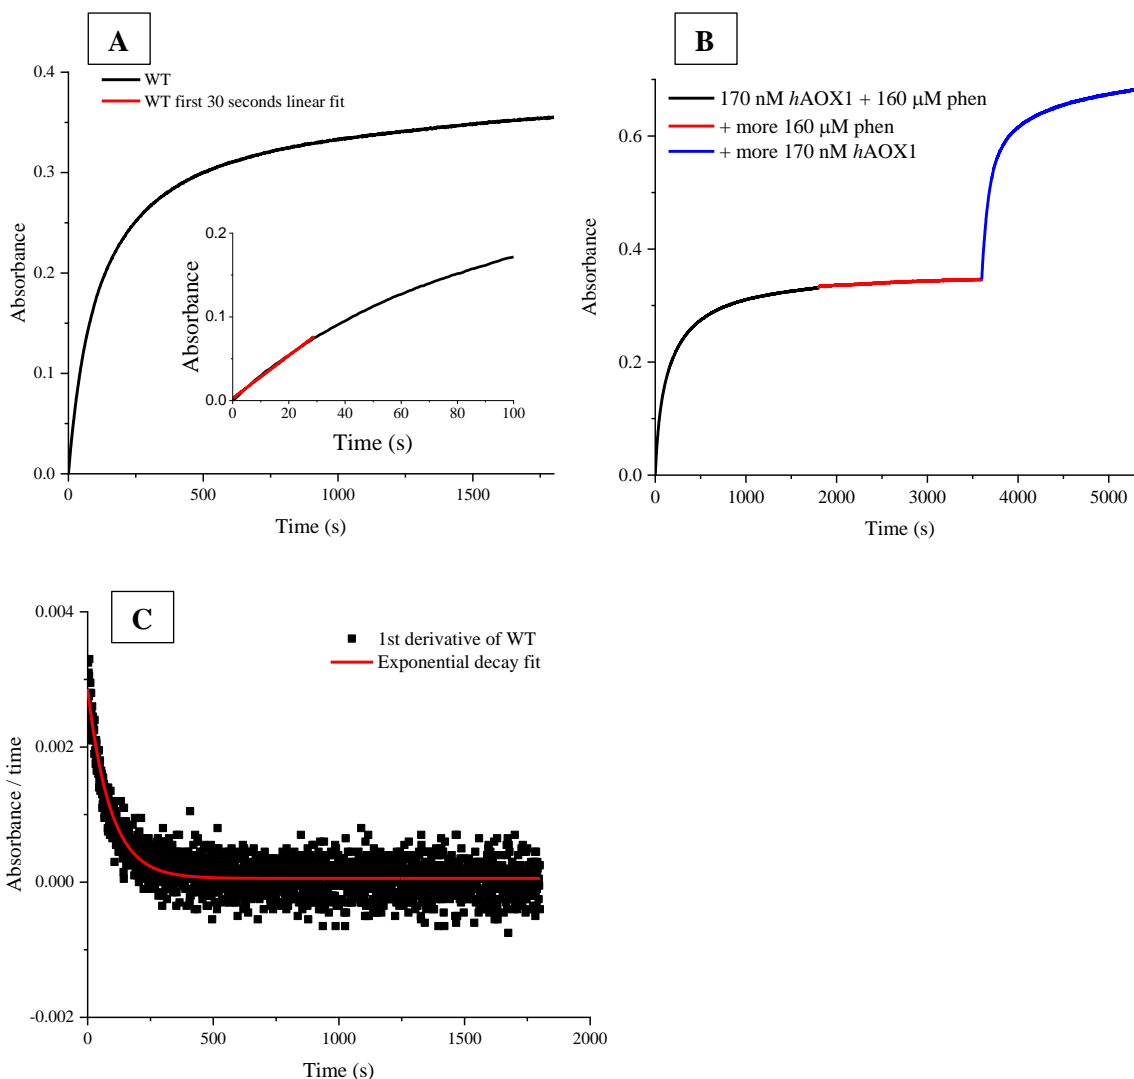 A
WT
WT first 30 seconds linear fit
0.4
0.3
0.2
0.1
0.0
Absorbance
0
500
1000
1500
Time (s)
0.2
0.1
0.0
Absorbance
0
20
40
60
80
100
Time (s)
B
170 nM hAOX1 + 160 μM phen
+ more 160 μM phen
+ more 170 nM hAOX1
0.6
0.4
0.2
0.0
Absorbance
0
1000
2000
3000
4000
5000
Time (s)
C
1st derivative of WT
Exponential decay fit
0.004
0.002
0.000
-0.002
Absorbance / time
0
500
1000
1500
2000
Time (s)